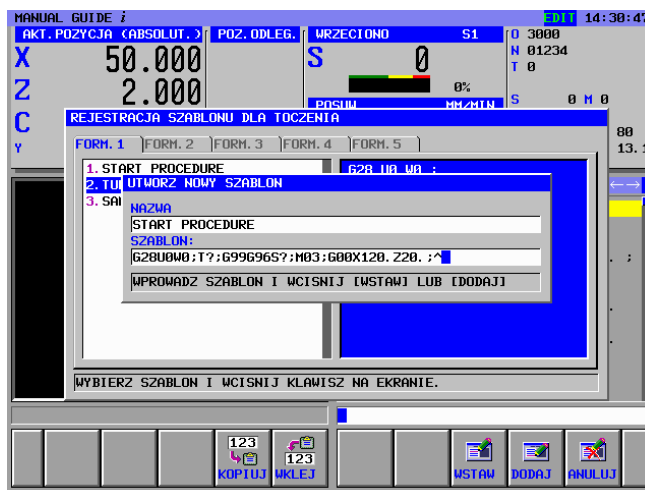 MANUAL GUIDE i EDIT 14:30:47
AKT.POZYCJA (ABSOLUT.) POZ.ODLEG. WRZECIONO S1 O 3000
X 50.000 S 0 N 01234
T 0
Z 2.000 0% S 0 M 0
POSUW MM/MIN
C REJESTRACJA SZABLONU DLA TOCZENIA
80
Y FORM. 1 FORM. 2 FORM. 3 FORM. 4 FORM. 5 13.
1. START PROCEDURE G28 U0 W0 ;
2. TU UTWORZ NOWY SZABLON
3. SA
NAZWA
START PROCEDURE
SZABLON:
G28U0W0;T?;G99G96S?;M03;G00X120.Z20.;^
WPROWADZ SZABLON I WCISNIJ [WSTAW] LUB [DODAJ]
WYBIERZ SZABLON I WCISNIJ KLAWISZ NA EKRANIE.
123 123
KOPIUJ WKLEJ WSTAW DODAJ ANULUJ